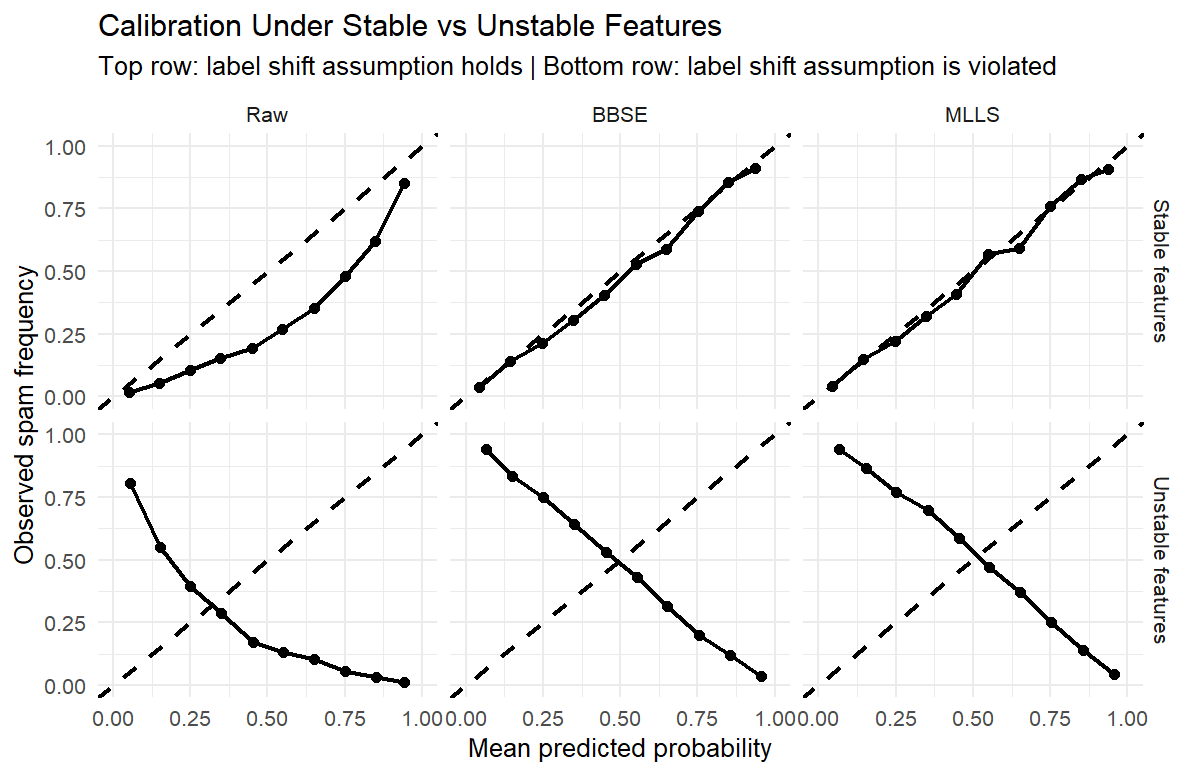 Calibration Under Stable vs Unstable Features
Top row: label shift assumption holds | Bottom row: label shift assumption is violated
Raw BBSE MLLS
1.00
0.75
0.50
0.25
0.00
Stable features
1.00
0.75
0.50
0.25
0.00
Unstable features
Observed spam frequency
0.00 0.25 0.50 0.75 1.00 0.00 0.25 0.50 0.75 1.00 0.00 0.25 0.50 0.75 1.00
Mean predicted probability